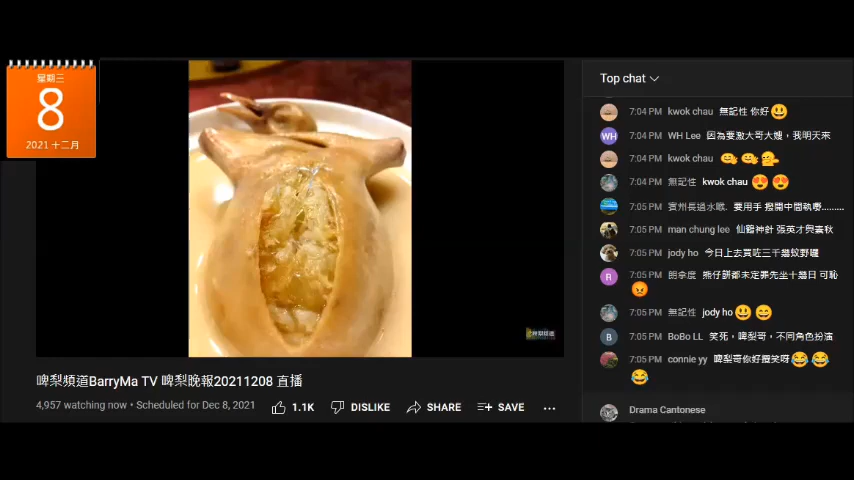 星期三
8
2021 十二月
啤梨頻道BarryMa TV 啤梨晚報20211208 直播
4,957 watching now • Scheduled for Dec 8, 2021
1.1K
DISLIKE
SHARE
SAVE
Top chat
7:04 PM kwok chau 無記性 你好😃
WH 7:04 PM WH Lee 因為要激大哥大嫂，我明天來
7:04 PM kwok chau
7:04 PM 無記性 kwok chau 😍 😍
7:05 PM 賓州長過水喉. 要用手 撥開中間執嘢.........
7:05 PM man chung lee 仙鶴神針 張英才與嘉秋
7:05 PM jody ho 今日上去買咗三千幾蚊野囉
7:05 PM 朗拿度 熊仔餅都未定罪先坐十幾日 可恥
😡
7:05 PM 無記性 jody ho 😃 😄
B 7:05 PM BoBo LL 笑死，啤梨哥，不同角色扮演
7:05 PM connie yy 啤梨哥你好搞笑呀😂 😂
😂
Drama Cantonese